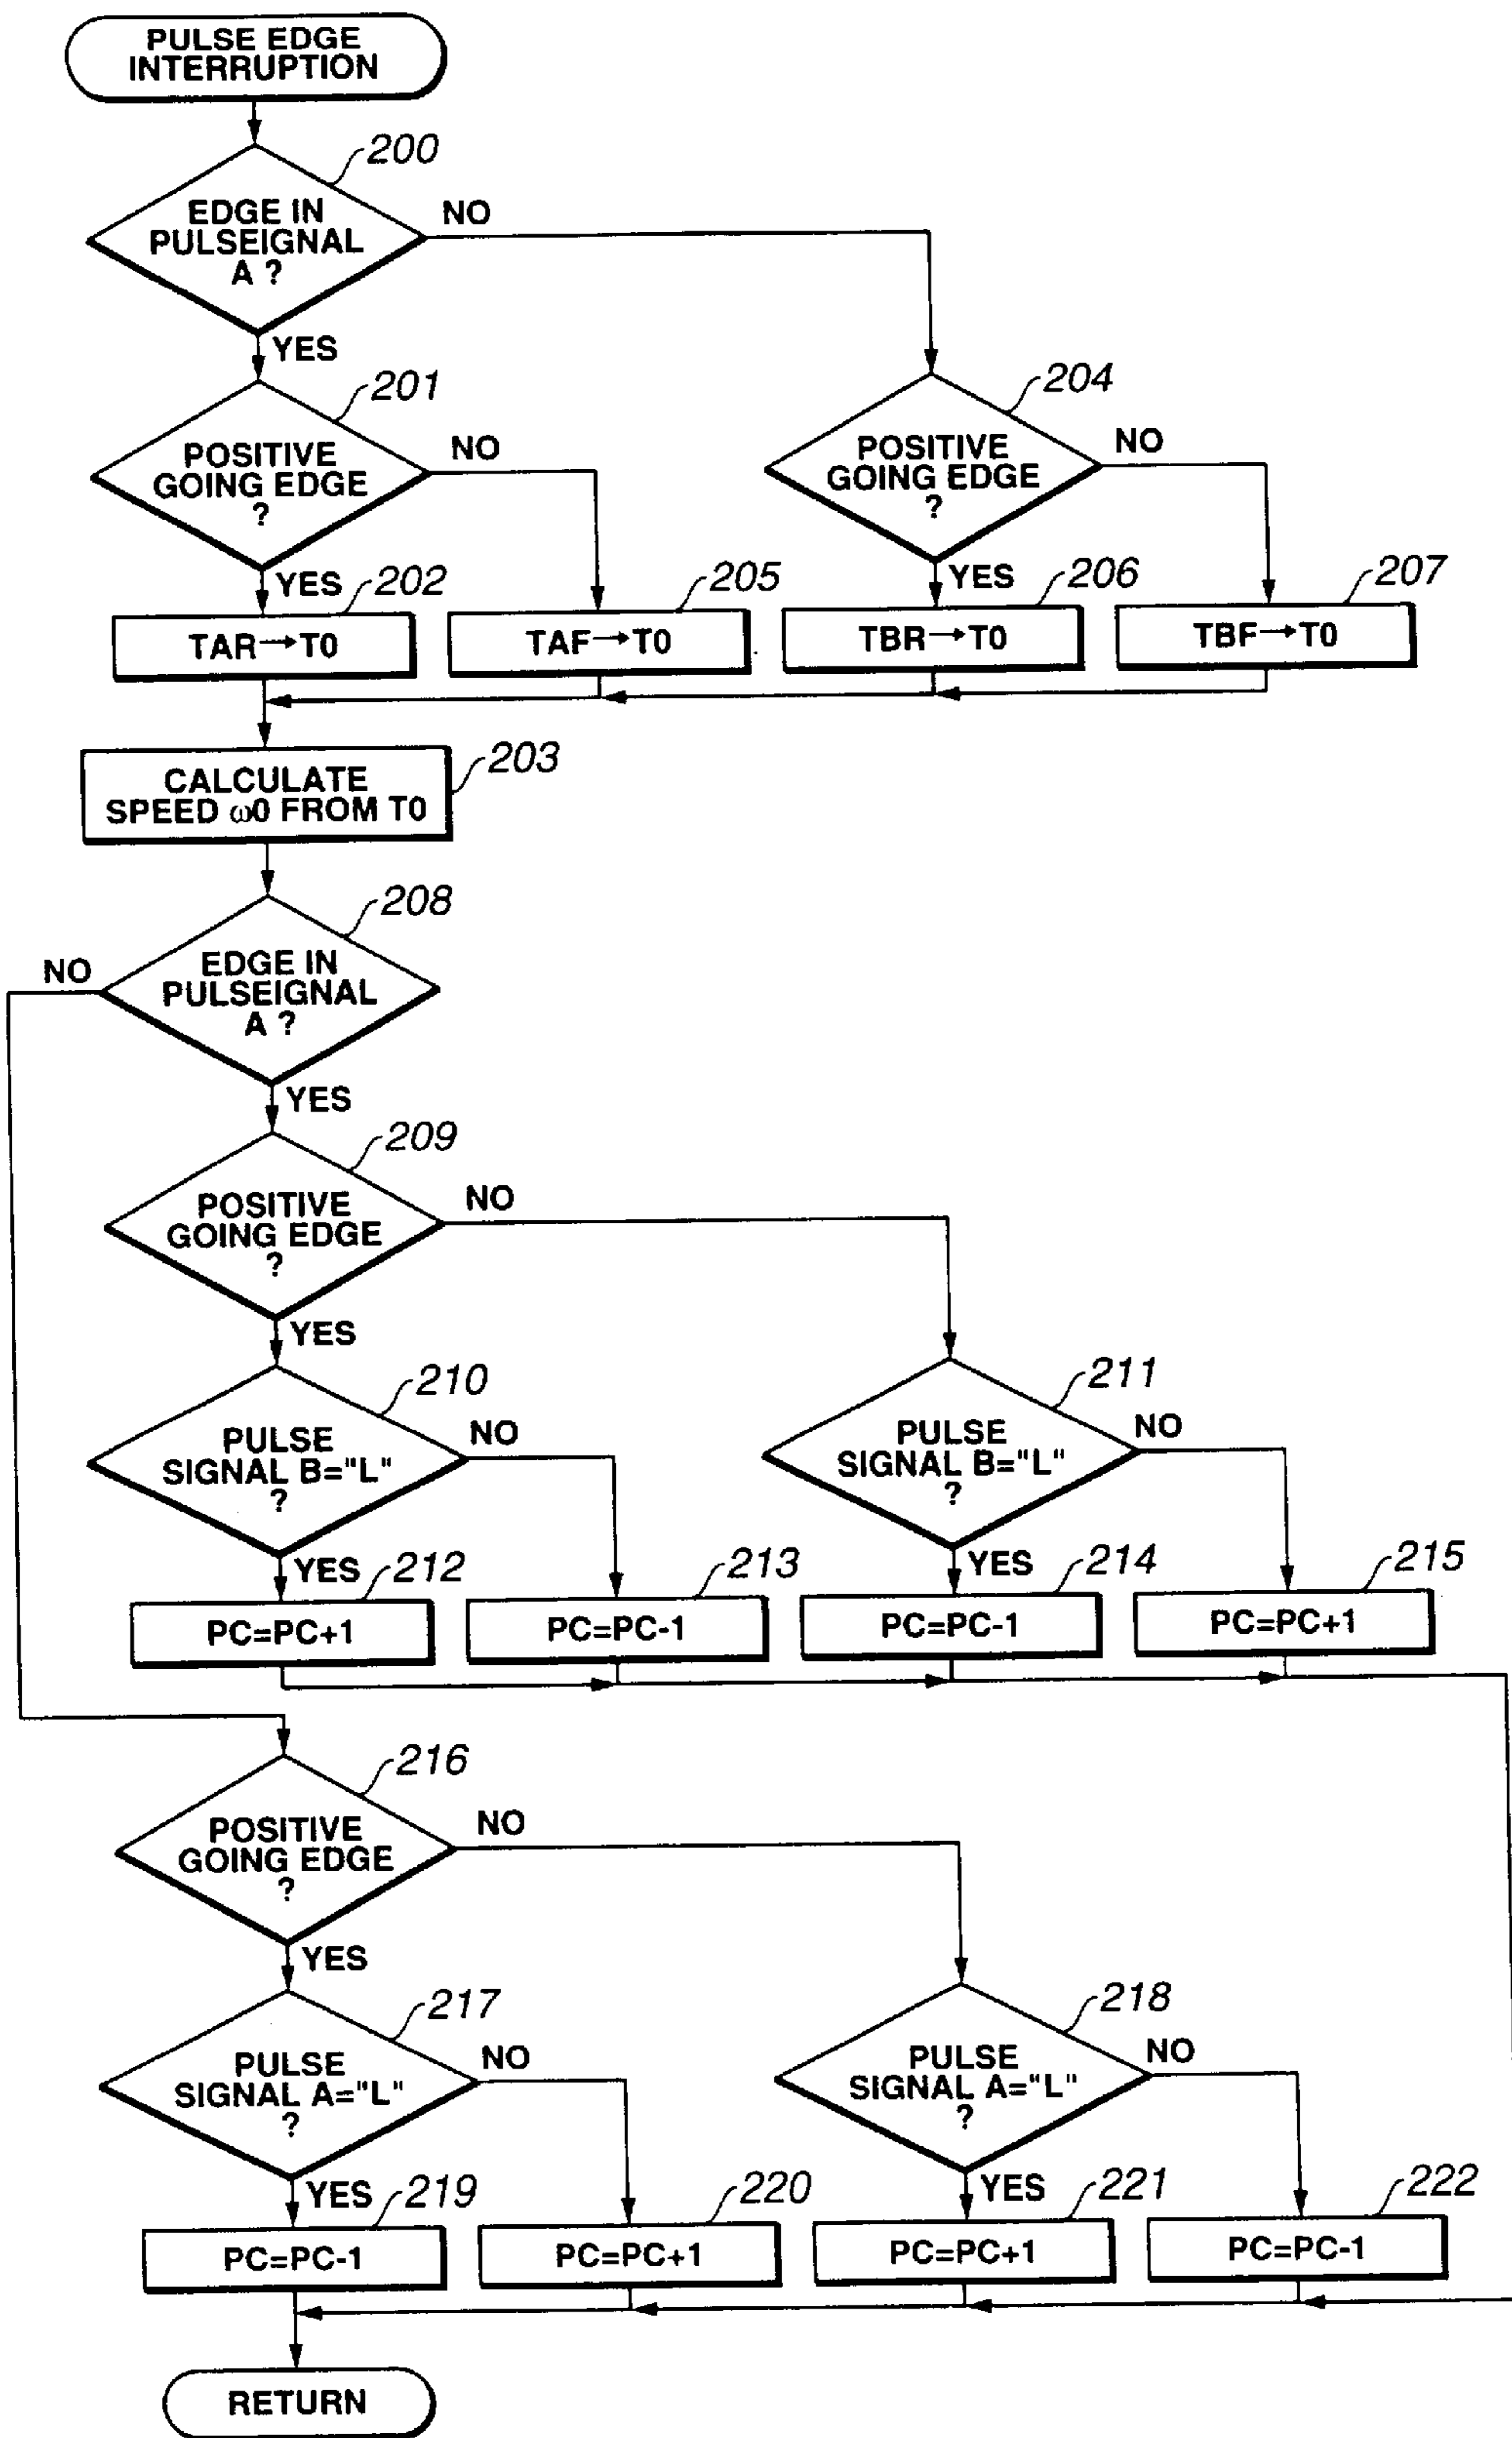 PULSE EDGE
INTERRUPTION
200
EDGE IN
PULSEIGNAL
A ?
NO
YES
201
POSITIVE
GOING EDGE
?
NO
204
POSITIVE
GOING EDGE
?
NO
YES
202
TAR→T0
205
TAF→T0
YES
206
TBR→T0
207
TBF→T0
203
CALCULATE
SPEED ω0 FROM T0
208
EDGE IN
PULSEIGNAL
A ?
NO
YES
209
POSITIVE
GOING EDGE
?
NO
YES
210
PULSE
SIGNAL B="L"
?
NO
211
PULSE
SIGNAL B="L"
?
NO
YES
212
PC=PC+1
213
PC=PC-1
YES
214
PC=PC-1
215
PC=PC+1
216
POSITIVE
GOING EDGE
?
NO
YES
217
PULSE
SIGNAL A="L"
?
NO
218
PULSE
SIGNAL A="L"
?
NO
YES
219
PC=PC-1
220
PC=PC+1
YES
221
PC=PC+1
222
PC=PC-1
RETURN